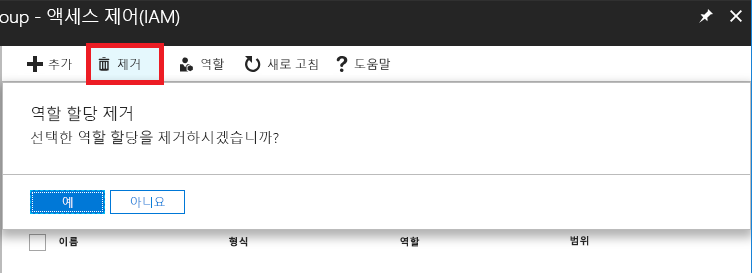 oup - 액세스 제어(IAM)
추가 제거 역할 새로 고침 도움말
역할 할당 제거
선택한 역할 할당을 제거하시겠습니까?
예 아니요
이름 형식 역할 범위